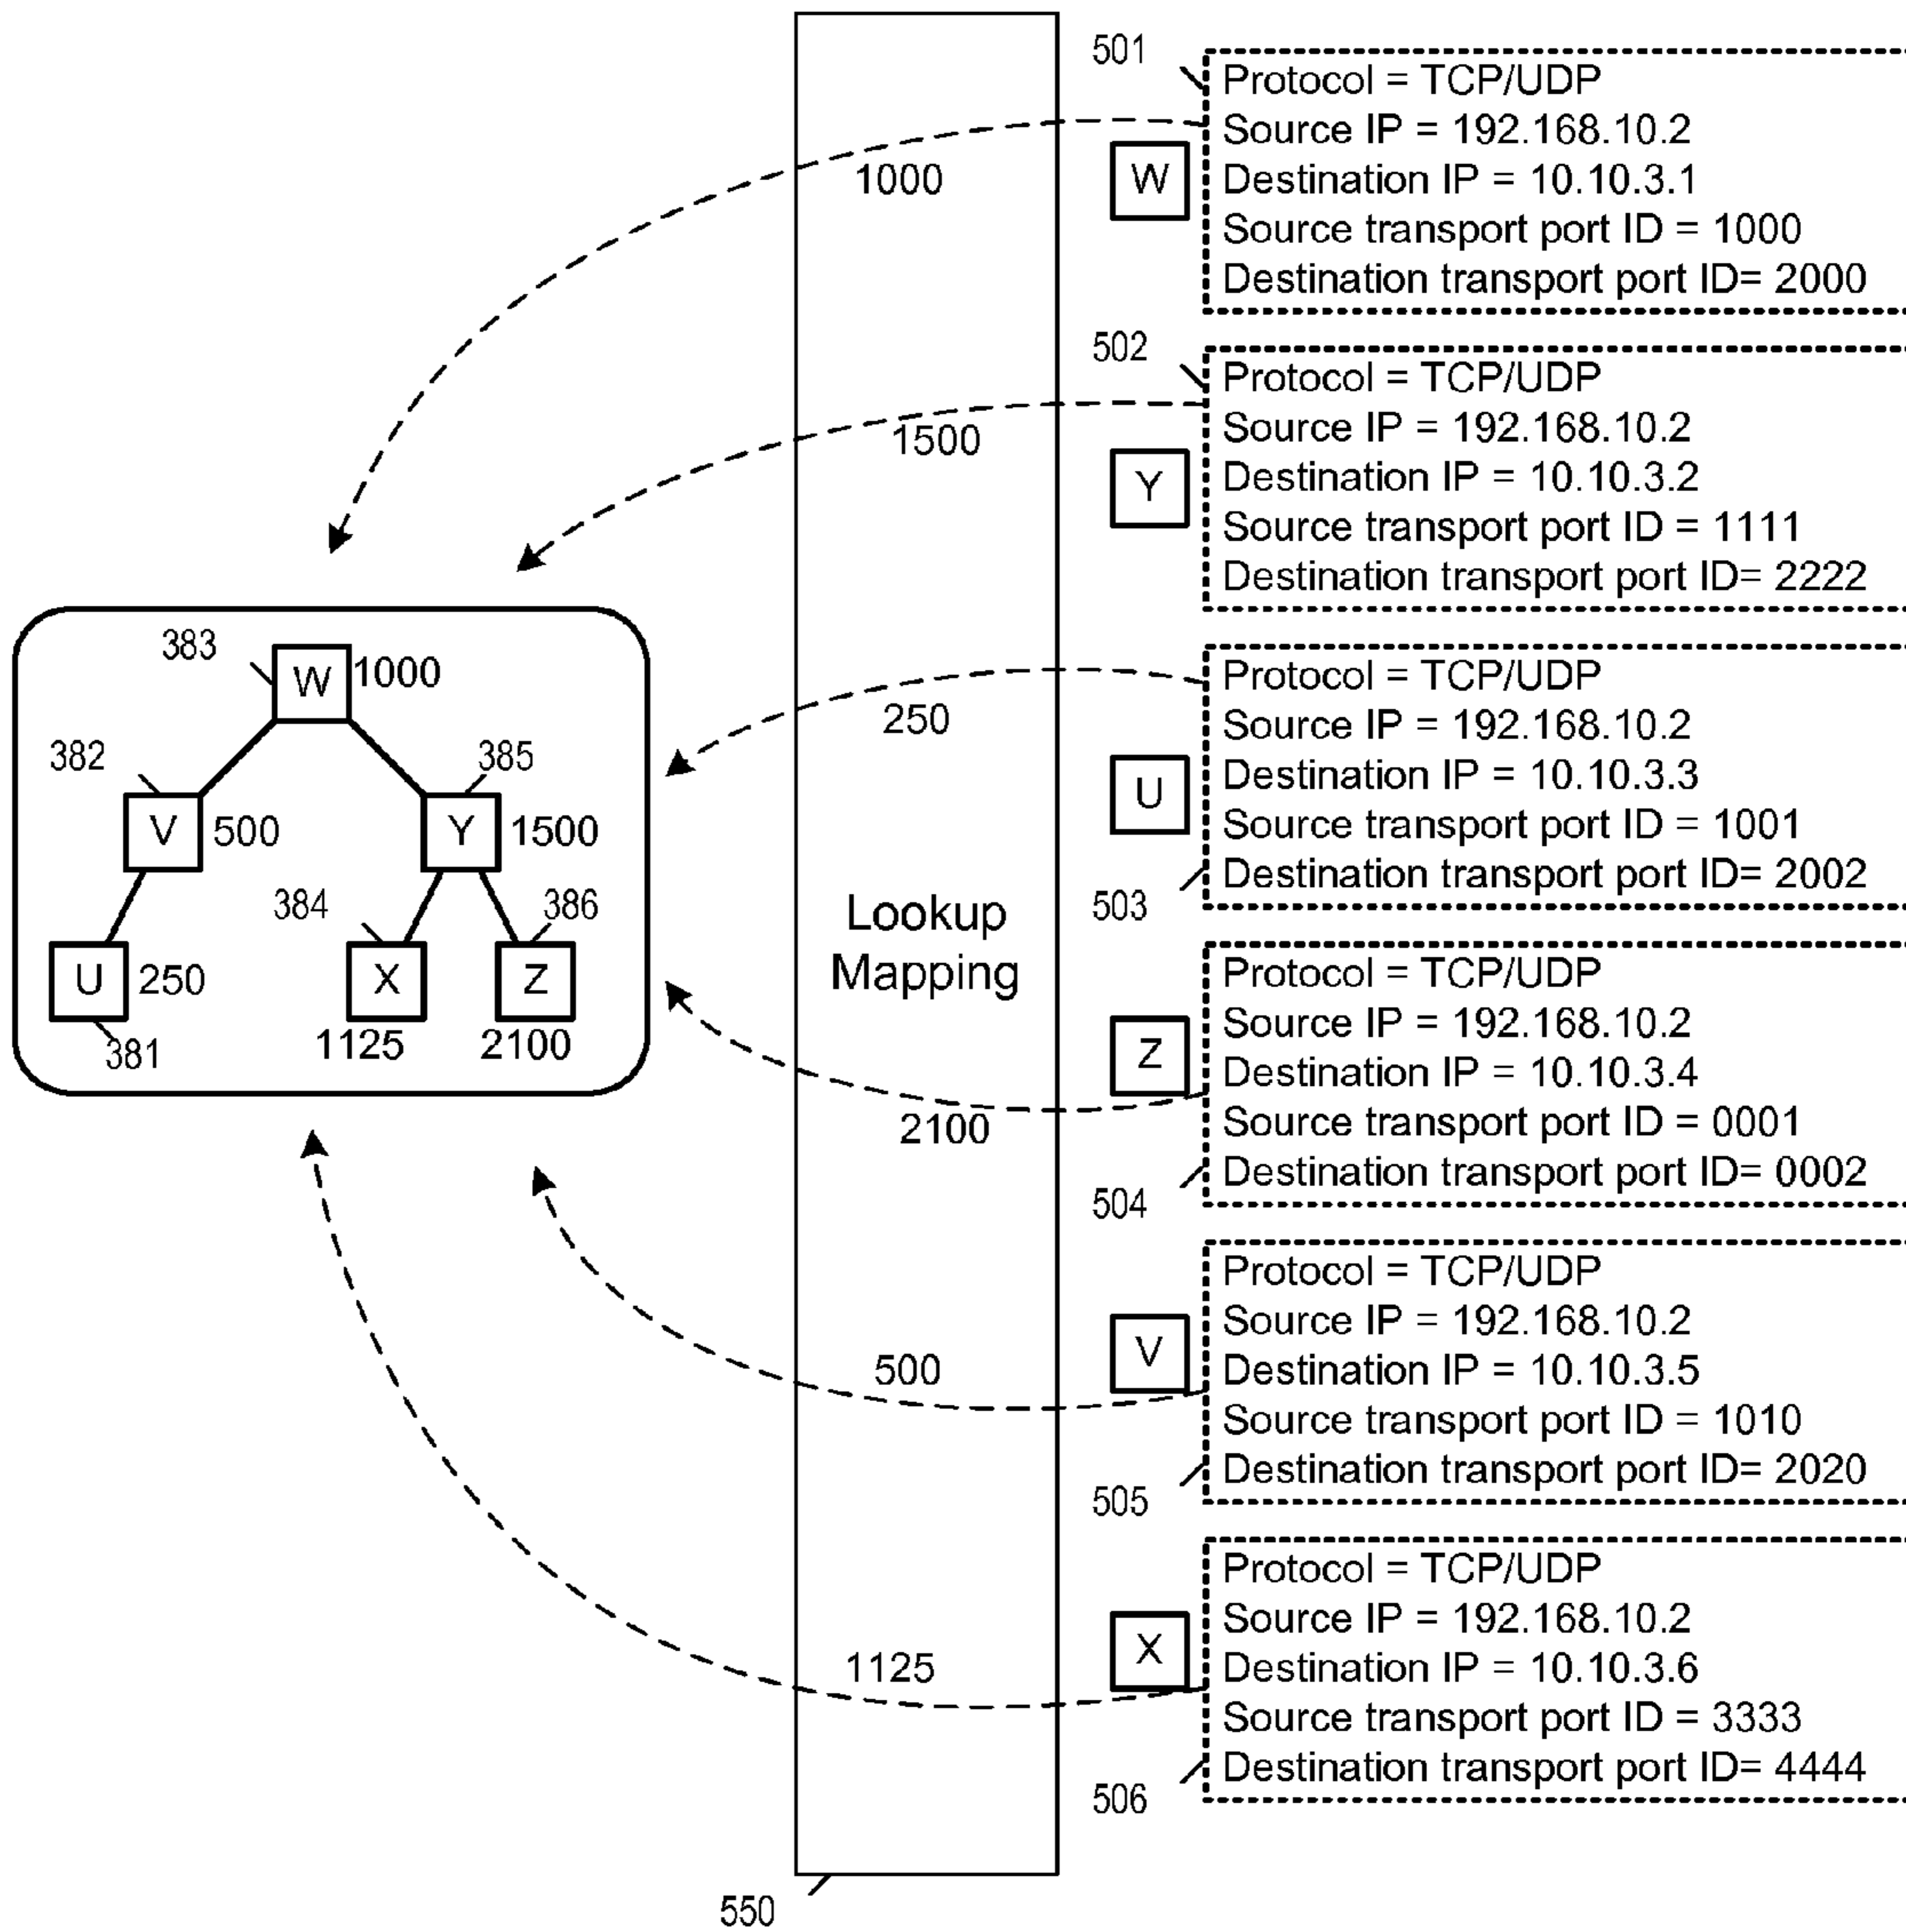 501
Protocol = TCP/UDP
Source IP = 192.168.10.2
1000
W
Destination IP = 10.10.3.1
Source transport port ID = 1000
Destination transport port ID= 2000
502
Protocol = TCP/UDP
Source IP = 192.168.10.2
1500
Y
Destination IP = 10.10.3.2
Source transport port ID = 1111
Destination transport port ID= 2222
383
W 1000
382
385
V 500
Y 1500
384
386
U 250
X
Z
381
1125
2100
Protocol = TCP/UDP
Source IP = 192.168.10.2
250
U
Destination IP = 10.10.3.3
Source transport port ID = 1001
Destination transport port ID= 2002
503
Lookup
Mapping
Protocol = TCP/UDP
Source IP = 192.168.10.2
Z
Destination IP = 10.10.3.4
2100
Source transport port ID = 0001
Destination transport port ID= 0002
504
Protocol = TCP/UDP
Source IP = 192.168.10.2
V
500
Destination IP = 10.10.3.5
Source transport port ID = 1010
Destination transport port ID= 2020
505
Protocol = TCP/UDP
Source IP = 192.168.10.2
X
1125
Destination IP = 10.10.3.6
Source transport port ID = 3333
Destination transport port ID= 4444
506
550